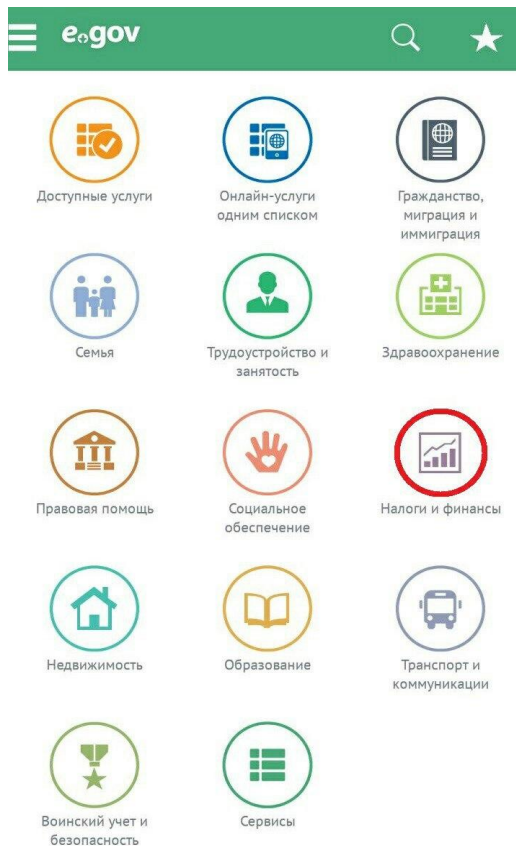 egov
Доступные услуги
Онлайн-услуги
одним списком
Гражданство,
миграция и
иммиграция
Семья
Трудоустройство и
занятость
Здравоохранение
Правовая помощь
Социальное
обеспечение
Налоги и финансы
Недвижимость
Образование
Транспорт и
коммуникации
Воинский учет и
безопасность
Сервисы